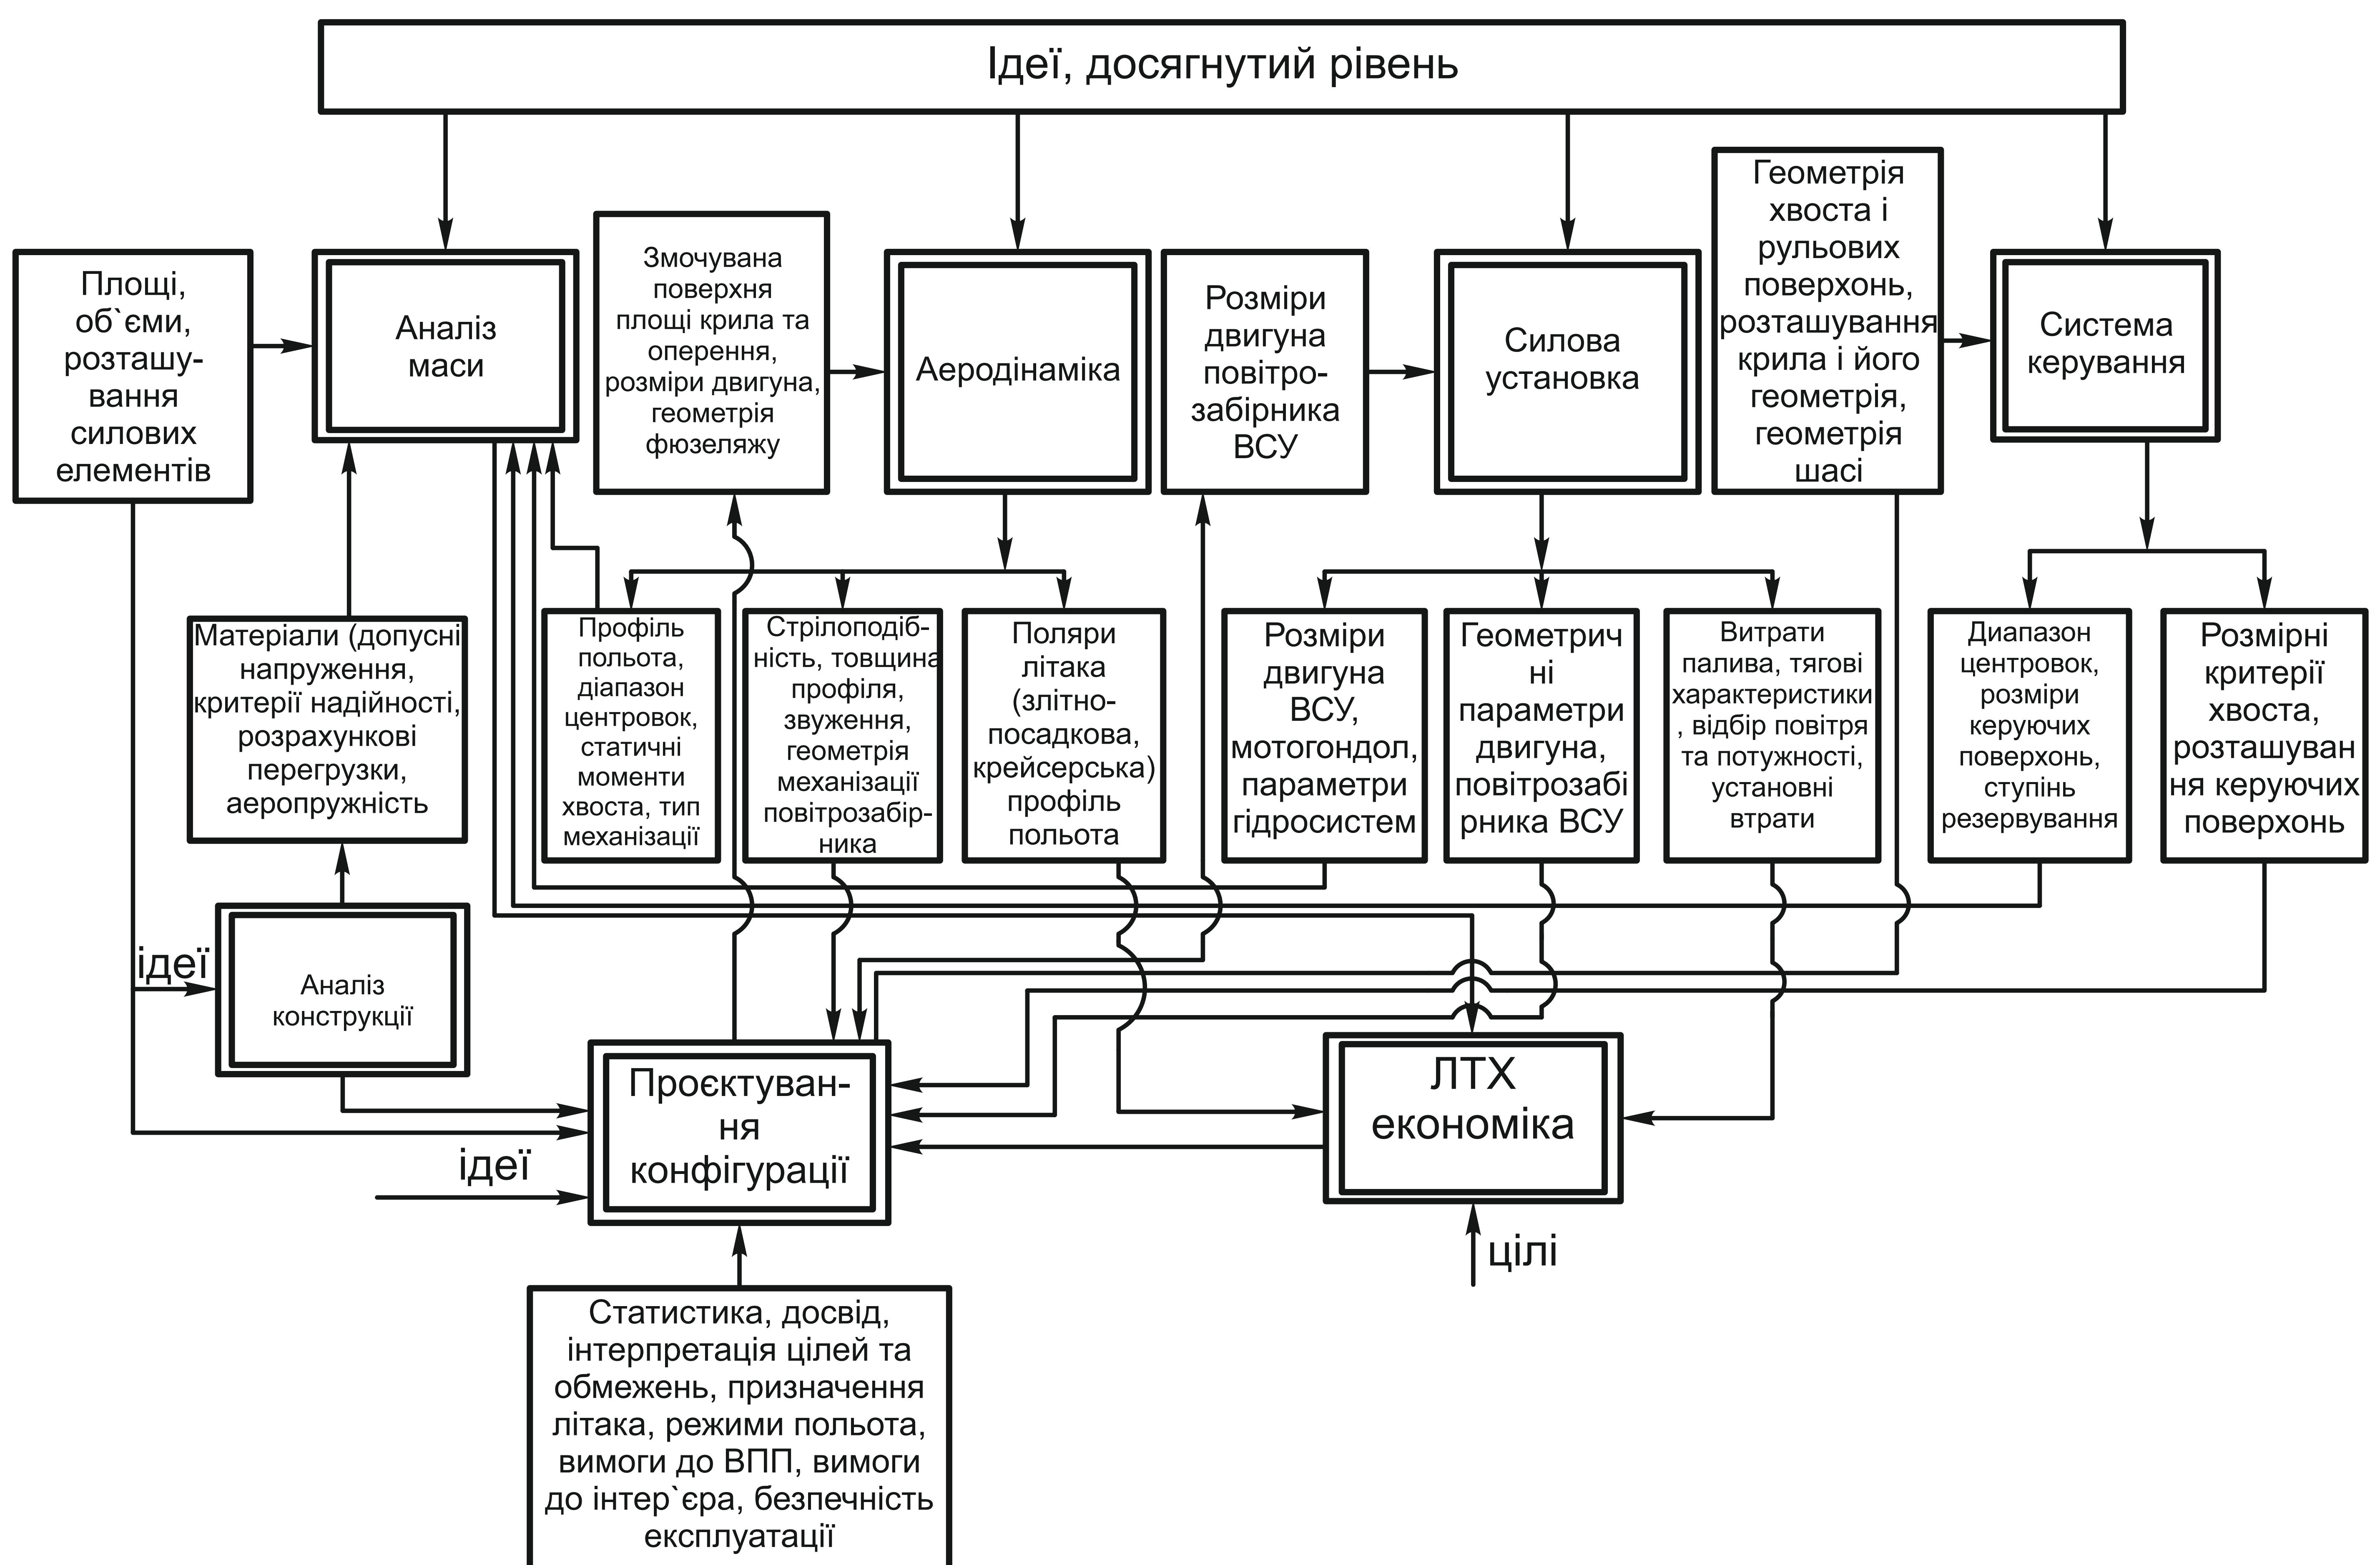 Ідеї, досягнутий рівень
Площі,
об`єми,
розташу-
вання
силових
елементів
Аналіз
маси
Змочувана
поверхня
площі крила та
оперення,
розміри двигуна,
геометрія
фюзеляжу
Аеродінаміка
Розміри
двигуна
повітро-
забірника
ВСУ
Силова
установка
Геометрія
хвоста і
рульових
поверхонь,
розташування
крила і його
геометрія,
геометрія
шасі
Система
керування
Матеріали (допусні
напруження,
критерії надійності,
розрахункові
перегрузки,
аеропружність
Профіль
польота,
діапазон
центровок,
статичні
моменти
хвоста, тип
механізації
Стрілоподіб-
ність, товщина
профіля,
звуження,
геометрія
механізації
повітрозабір-
ника
Поляри
літака
(злітно-
посадкова,
крейсерська)
профіль
польота
Розміри
двигуна
ВСУ,
мотогондол,
параметри
гідросистем
Геометрич
ні
параметри
двигуна,
повітрозабі
рника ВСУ
Витрати
палива, тягові
характеристики
, відбір повітря
та потужності,
установні
втрати
Диапазон
центровок,
розміри
керуючих
поверхонь,
ступінь
резервування
Розмірні
критерії
хвоста,
розташуван
ня керуючих
поверхонь
ідеї
Аналіз
конструкції
Проєктуван-
ня
конфігурації
ідеї
ЛТХ
економіка
цілі
Статистика, досвід,
інтерпретація цілей та
обмежень, призначення
літака, режими польота,
вимоги до ВПП, вимоги
до інтер`єра, безпечність
експлуатації